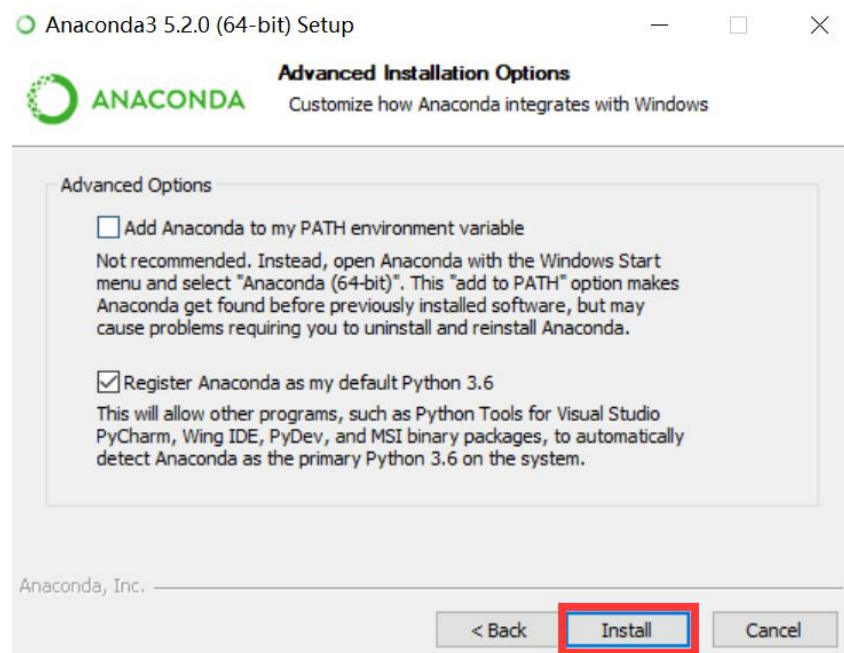 Anaconda3 5.2.0 (64-bit) Setup
ANACONDA
Advanced Installation Options
Customize how Anaconda integrates with Windows
Advanced Options
Add Anaconda to my PATH environment variable
Not recommended. Instead, open Anaconda with the Windows Start
menu and select "Anaconda (64-bit)". This "add to PATH" option makes
Anaconda get found before previously installed software, but may
cause problems requiring you to uninstall and reinstall Anaconda.
Register Anaconda as my default Python 3.6
This will allow other programs, such as Python Tools for Visual Studio
PyCharm, Wing IDE, PyDev, and MSI binary packages, to automatically
detect Anaconda as the primary Python 3.6 on the system.
Anaconda, Inc.
< Back Install Cancel